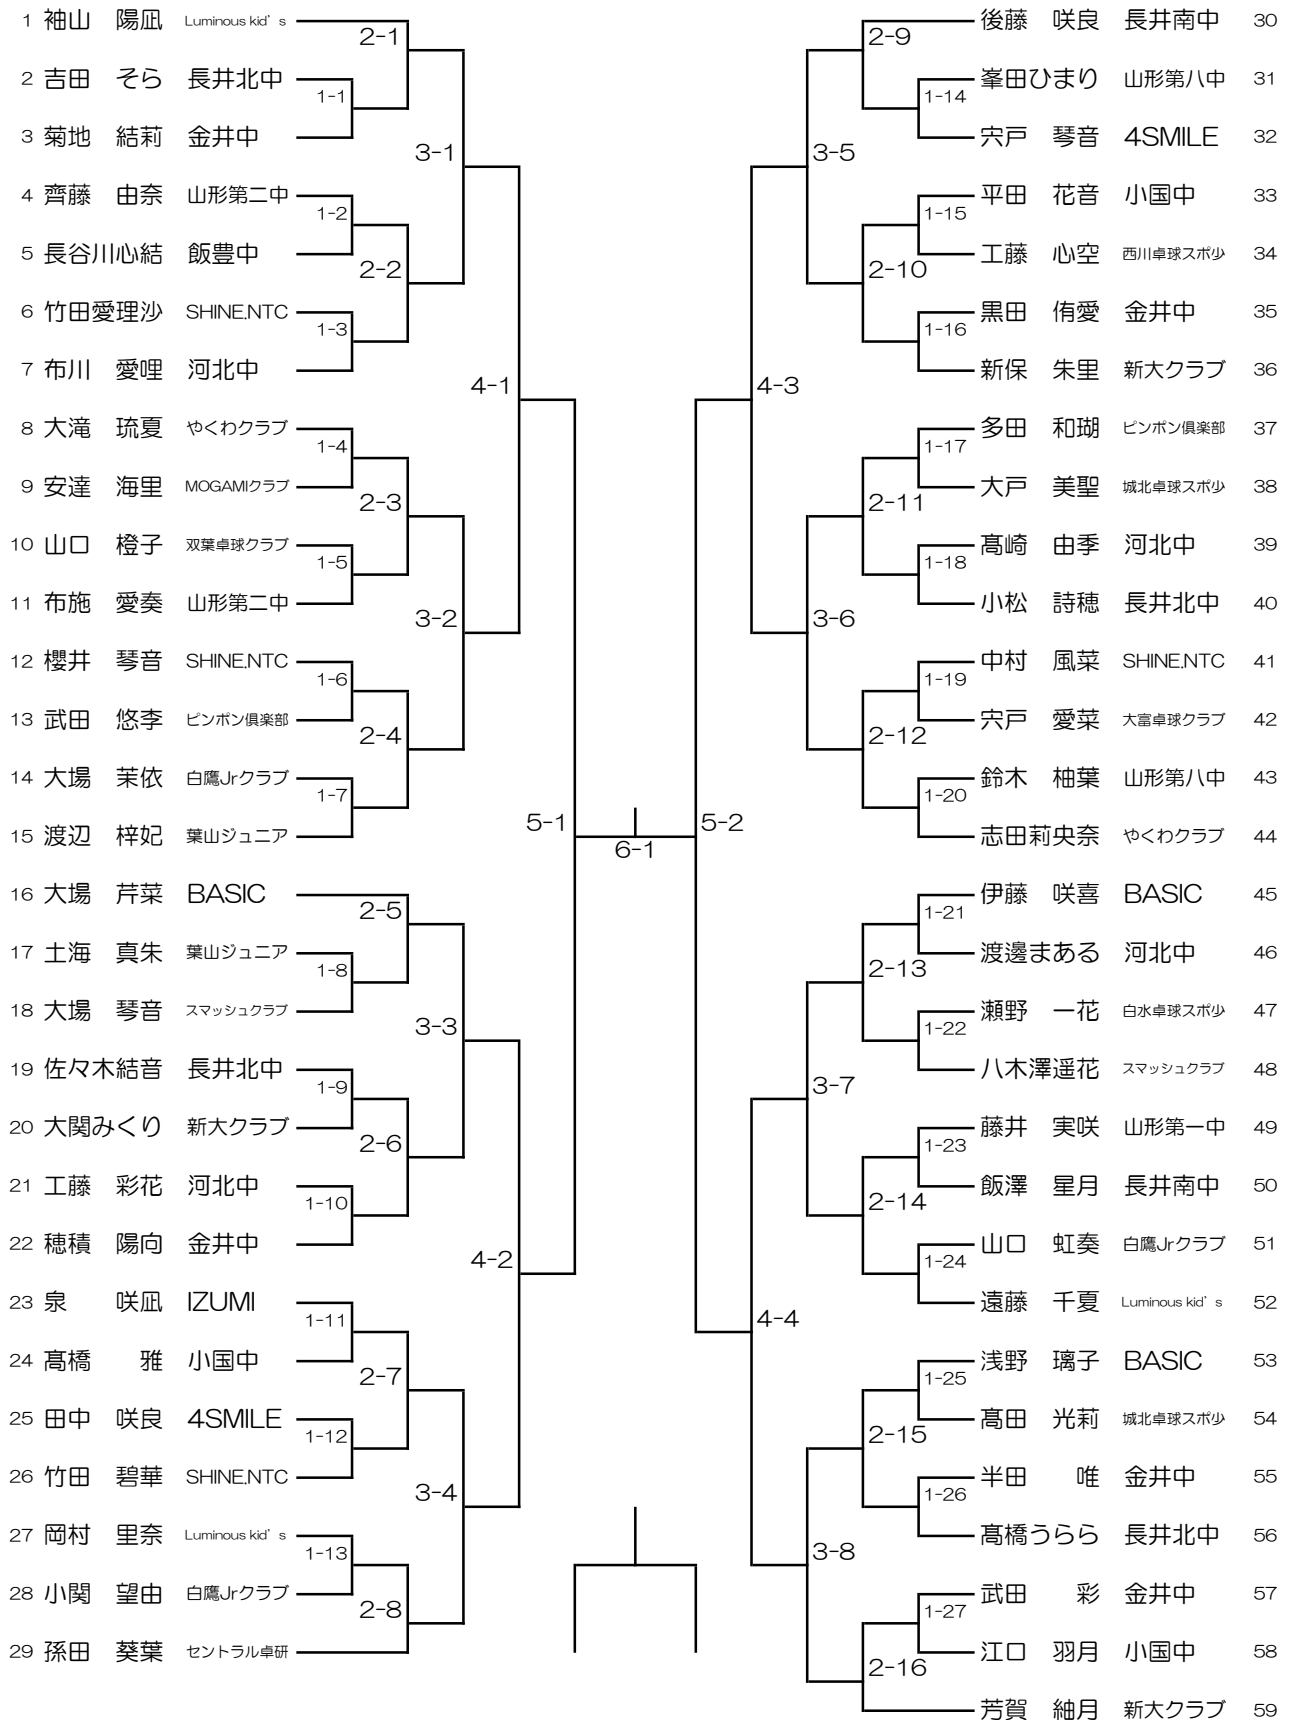 1 袖山 陽凪 Luminous kid's
2 吉田 そら 長井北中
3 菊地 結莉 金井中
4 齊藤 由奈 山形第二中
5 長谷川心結 飯豊中
6 竹田愛理沙 SHINE.NTC
7 布川 愛哩 河北中
8 大滝 琉夏 やくわクラブ
9 安達 海里 MOGAMIクラブ
10 山口 橙子 双葉卓球クラブ
11 布施 愛奏 山形第二中
12 櫻井 琴音 SHINE.NTC
13 武田 悠李 ピンポン倶楽部
14 大場 茉依 白鷹Jrクラブ
15 渡辺 梓妃 葉山ジュニア
16 大場 芹菜 BASIC
17 土海 真朱 葉山ジュニア
18 大場 琴音 スマッシュクラブ
19 佐々木結音 長井北中
20 大関みくり 新大クラブ
21 工藤 彩花 河北中
22 穂積 陽向 金井中
23 泉 咲凪 IZUMI
24 髙橋 雅 小国中
25 田中 咲良 4SMILE
26 竹田 碧華 SHINE.NTC
27 岡村 里奈 Luminous kid's
28 小関 望由 白鷹Jrクラブ
29 孫田 葵葉 セントラル卓研
1-1
1-2
1-3
1-4
1-5
1-6
1-7
1-8
1-9
1-10
1-11
1-12
1-13
2-1
2-2
2-3
2-4
2-5
2-6
2-7
2-8
3-1
3-2
3-3
3-4
4-1
4-2
5-1
6-1
5-2
4-3
4-4
3-5
3-6
3-7
3-8
2-9
2-10
2-11
2-12
2-13
2-14
2-15
2-16
1-14
1-15
1-16
1-17
1-18
1-19
1-20
1-21
1-22
1-23
1-24
1-25
1-26
1-27
後藤 咲良 長井南中 30
峯田ひまり 山形第八中 31
宍戸 琴音 4SMILE 32
平田 花音 小国中 33
工藤 心空 西川卓球スポ少 34
黒田 侑愛 金井中 35
新保 朱里 新大クラブ 36
多田 和瑚 ピンポン倶楽部 37
大戸 美聖 城北卓球スポ少 38
髙崎 由季 河北中 39
小松 詩穂 長井北中 40
中村 風菜 SHINE.NTC 41
宍戸 愛菜 大富卓球クラブ 42
鈴木 柚葉 山形第八中 43
志田莉央奈 やくわクラブ 44
伊藤 咲喜 BASIC 45
渡邊まある 河北中 46
瀬野 一花 白水卓球スポ少 47
八木澤遥花 スマッシュクラブ 48
藤井 実咲 山形第一中 49
飯澤 星月 長井南中 50
山口 虹奏 白鷹Jrクラブ 51
遠藤 千夏 Luminous kid's 52
浅野 璃子 BASIC 53
髙田 光莉 城北卓球スポ少 54
半田 唯 金井中 55
髙橋うらら 長井北中 56
武田 彩 金井中 57
江口 羽月 小国中 58
芳賀 紬月 新大クラブ 59